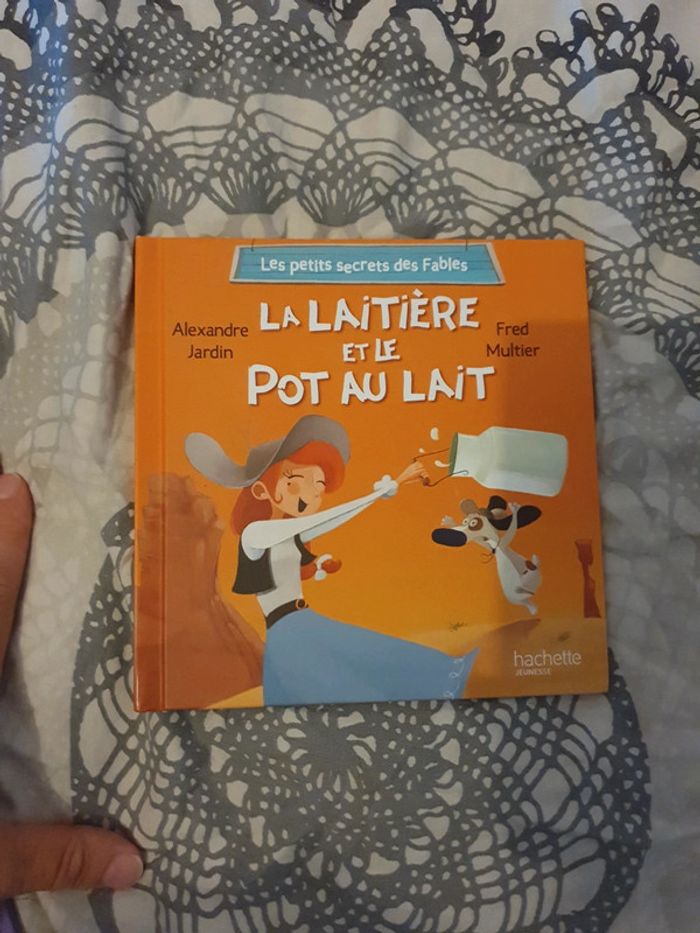 Les petits secrets des Fables
LA LAITIÈRE
ET LE
POT AU LAIT
Alexandre
Jardin
Fred
Multier
hachette
JEUNESSE